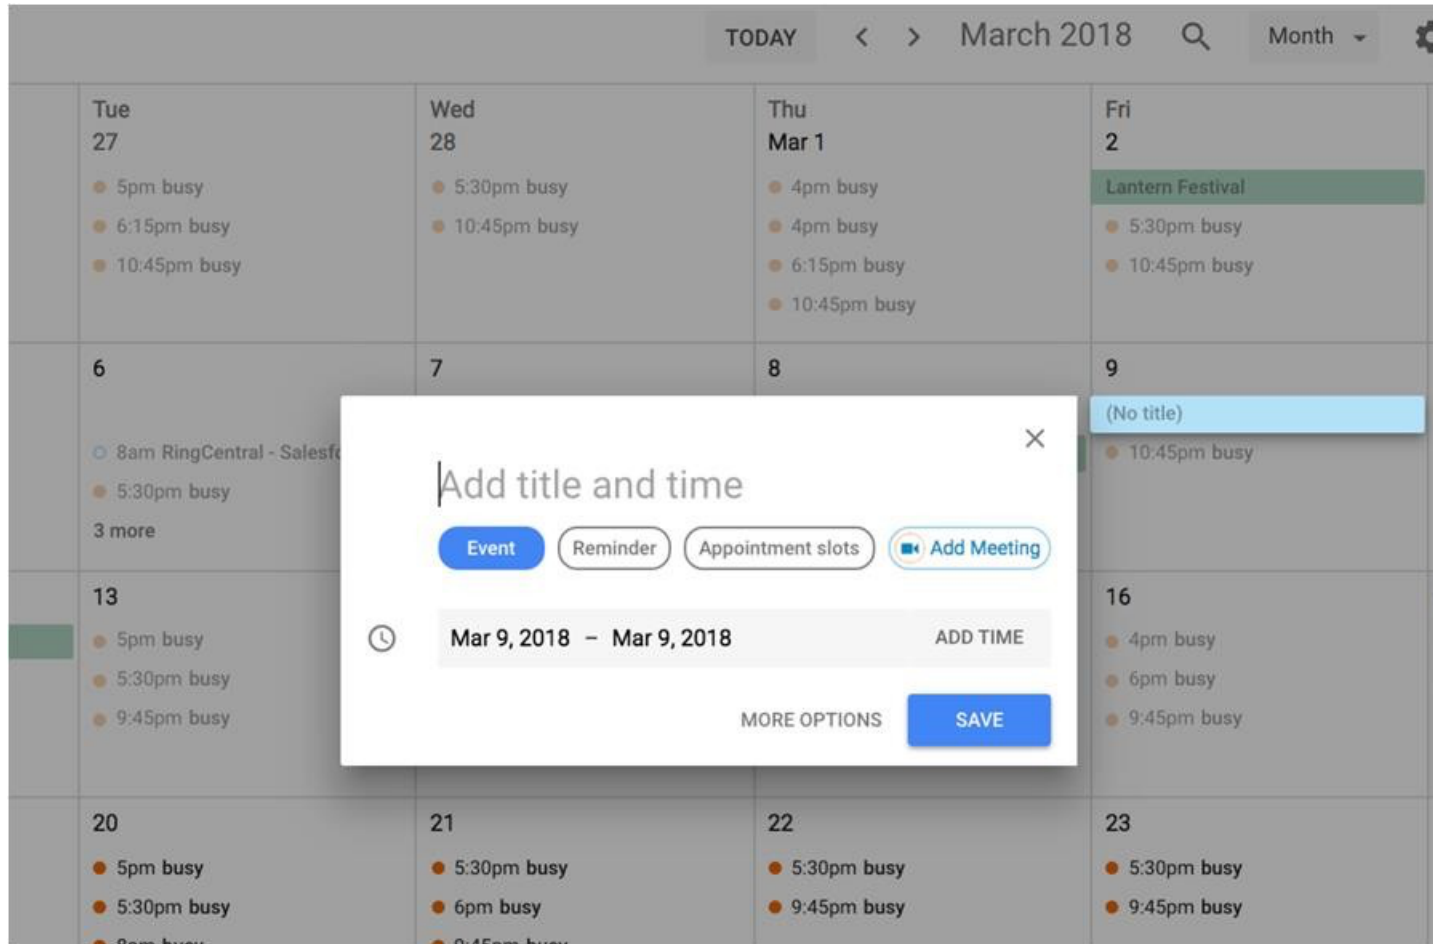 TODAY < > March 2018 Month
Tue Wed Thu Fri
27 28 Mar 1 2
5pm busy 5:30pm busy 4pm busy Lantern Festival
6:15pm busy 10:45pm busy 4pm busy 5:30pm busy
10:45pm busy 6:15pm busy 10:45pm busy
10:45pm busy
6 7 8 9
(No title)
8am RingCentral - Salesfo 10:45pm busy
5:30pm busy
3 more
Add title and time
Event Reminder Appointment slots Add Meeting
13 16
5pm busy 4pm busy
5:30pm busy 6pm busy
9:45pm busy 9:45pm busy
Mar 9, 2018 – Mar 9, 2018 ADD TIME
MORE OPTIONS SAVE
20 21 22 23
5pm busy 5:30pm busy 5:30pm busy 5:30pm busy
5:30pm busy 6pm busy 9:45pm busy 9:45pm busy